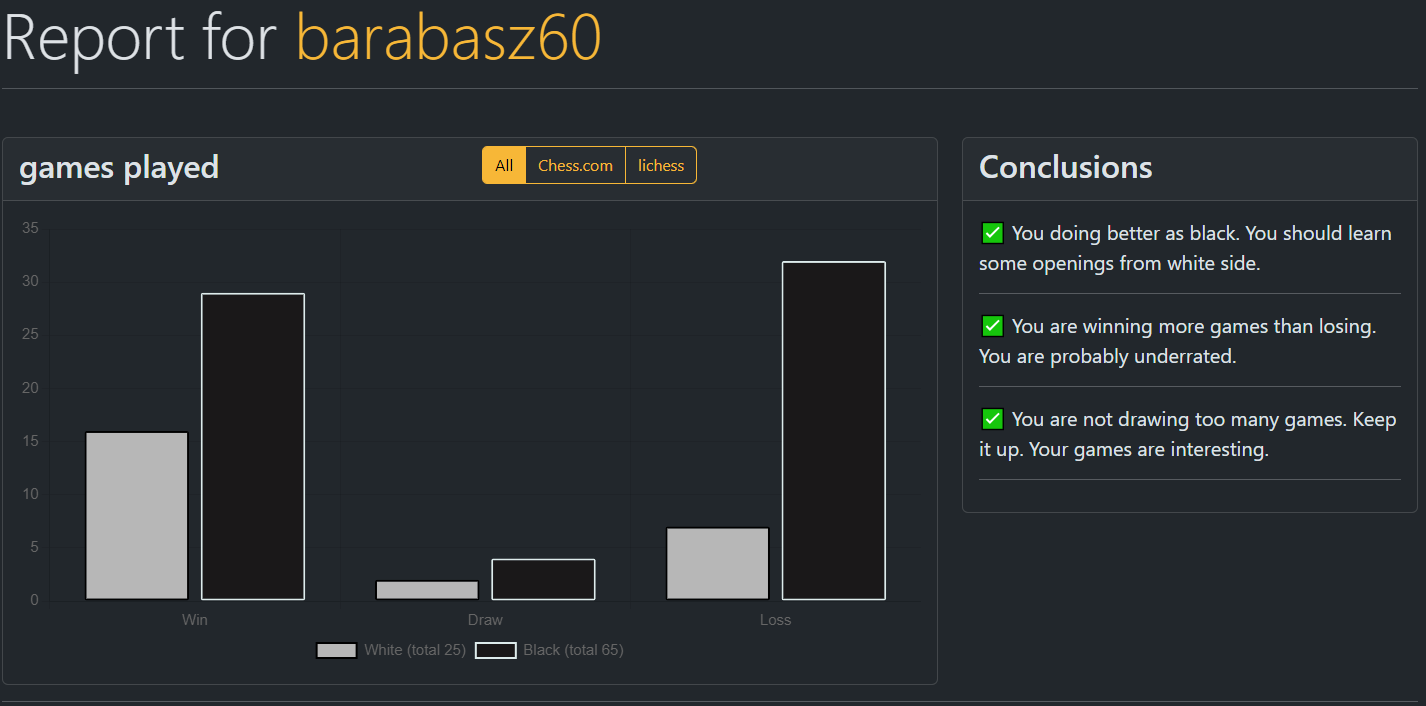 Report for barabasz60
games played
All
Chess.com
lichess
35
30
25
20
15
10
5
0
Win
Draw
Loss
White (total 25)
Black (total 65)
Conclusions
✅ You doing better as black. You should learn
some openings from white side.
✅ You are winning more games than losing.
You are probably underrated.
✅ You are not drawing too many games. Keep
it up. Your games are interesting.